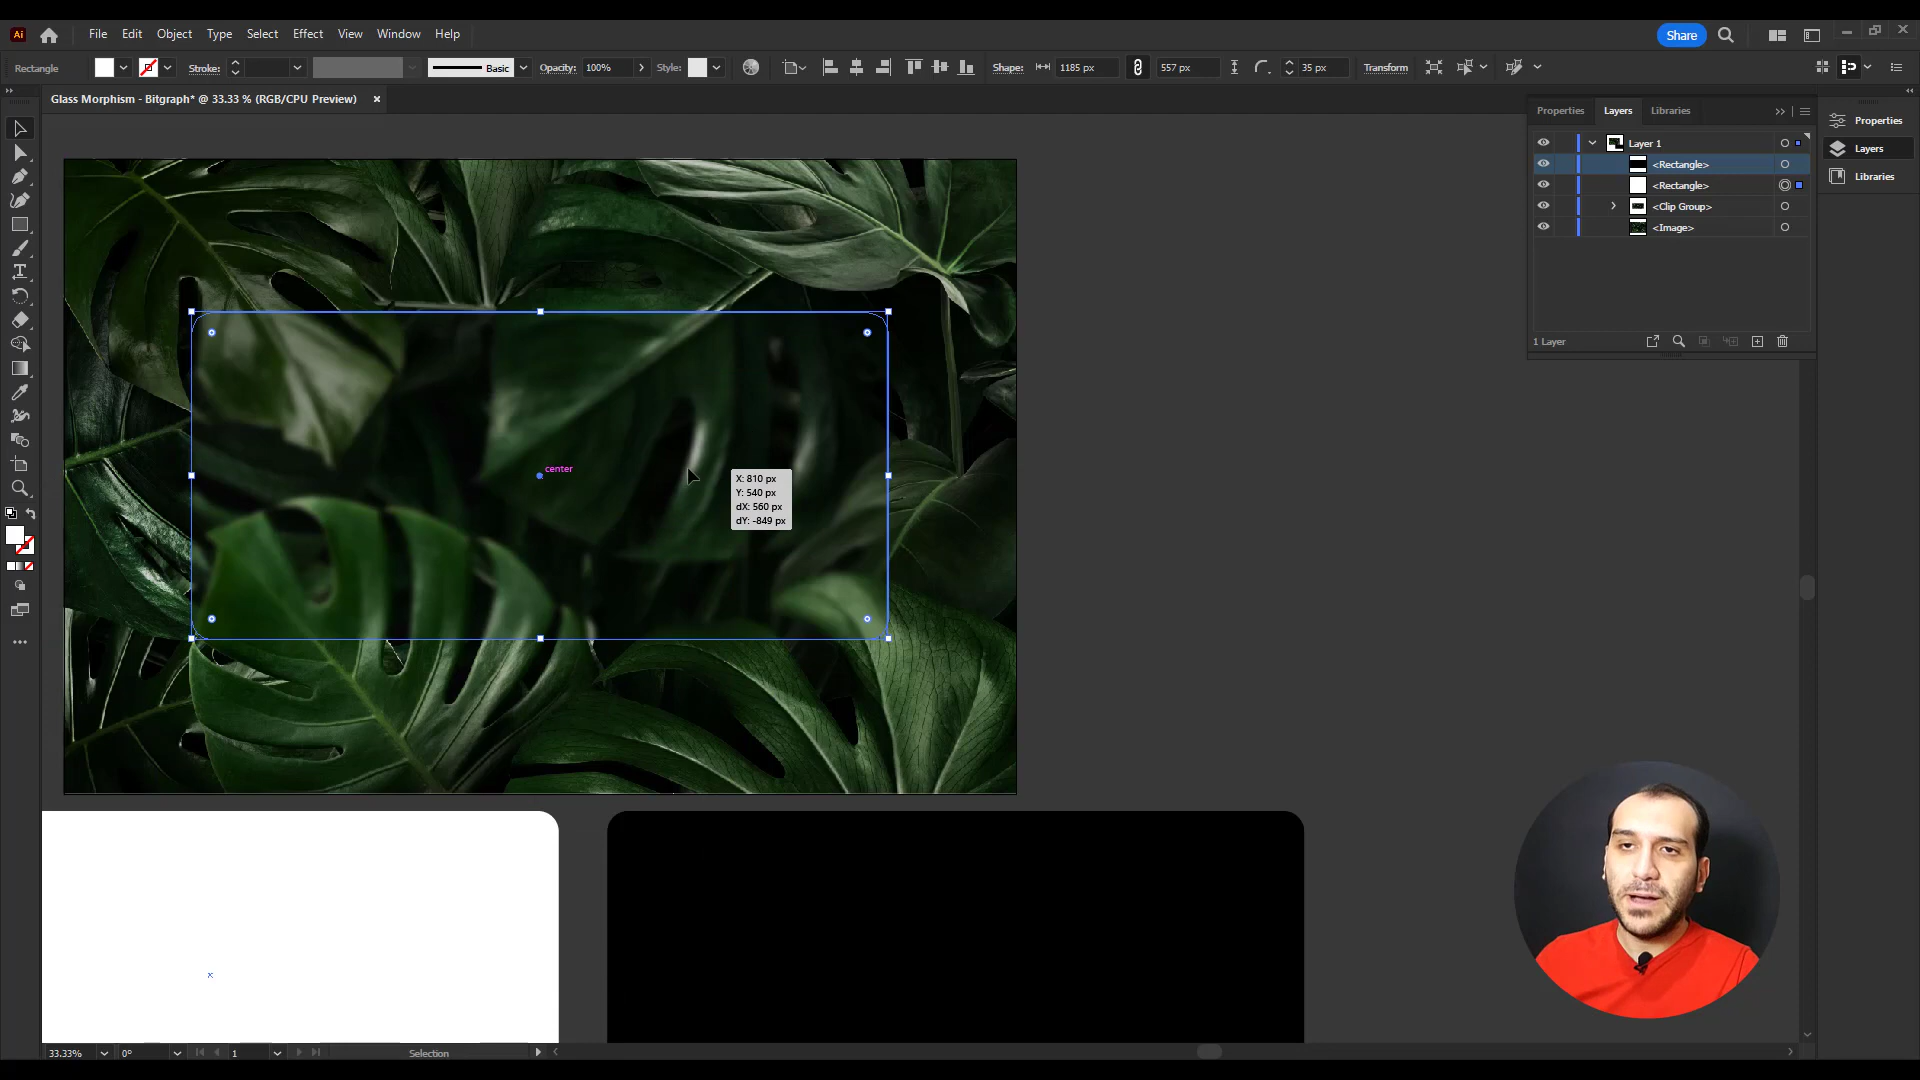 Ai File Edit Object Type Select Effect View Window Help Share
Rectangle Stroke: Basic Opacity: 100% Style: Shape: 1185 px 557 px 35 px Transform
Glass Morphism - Bitgraph* @ 33.33 % (RGB/CPU Preview) ×
Properties Layers Libraries
Layer 1
<Rectangle>
<Rectangle>
<Clip Group>
<Image>
1 Layer
Properties
Layers
Libraries
center
X: 810 px
Y: 540 px
dX: 560 px
dY: -849 px
33.33% 0° 1 Selection